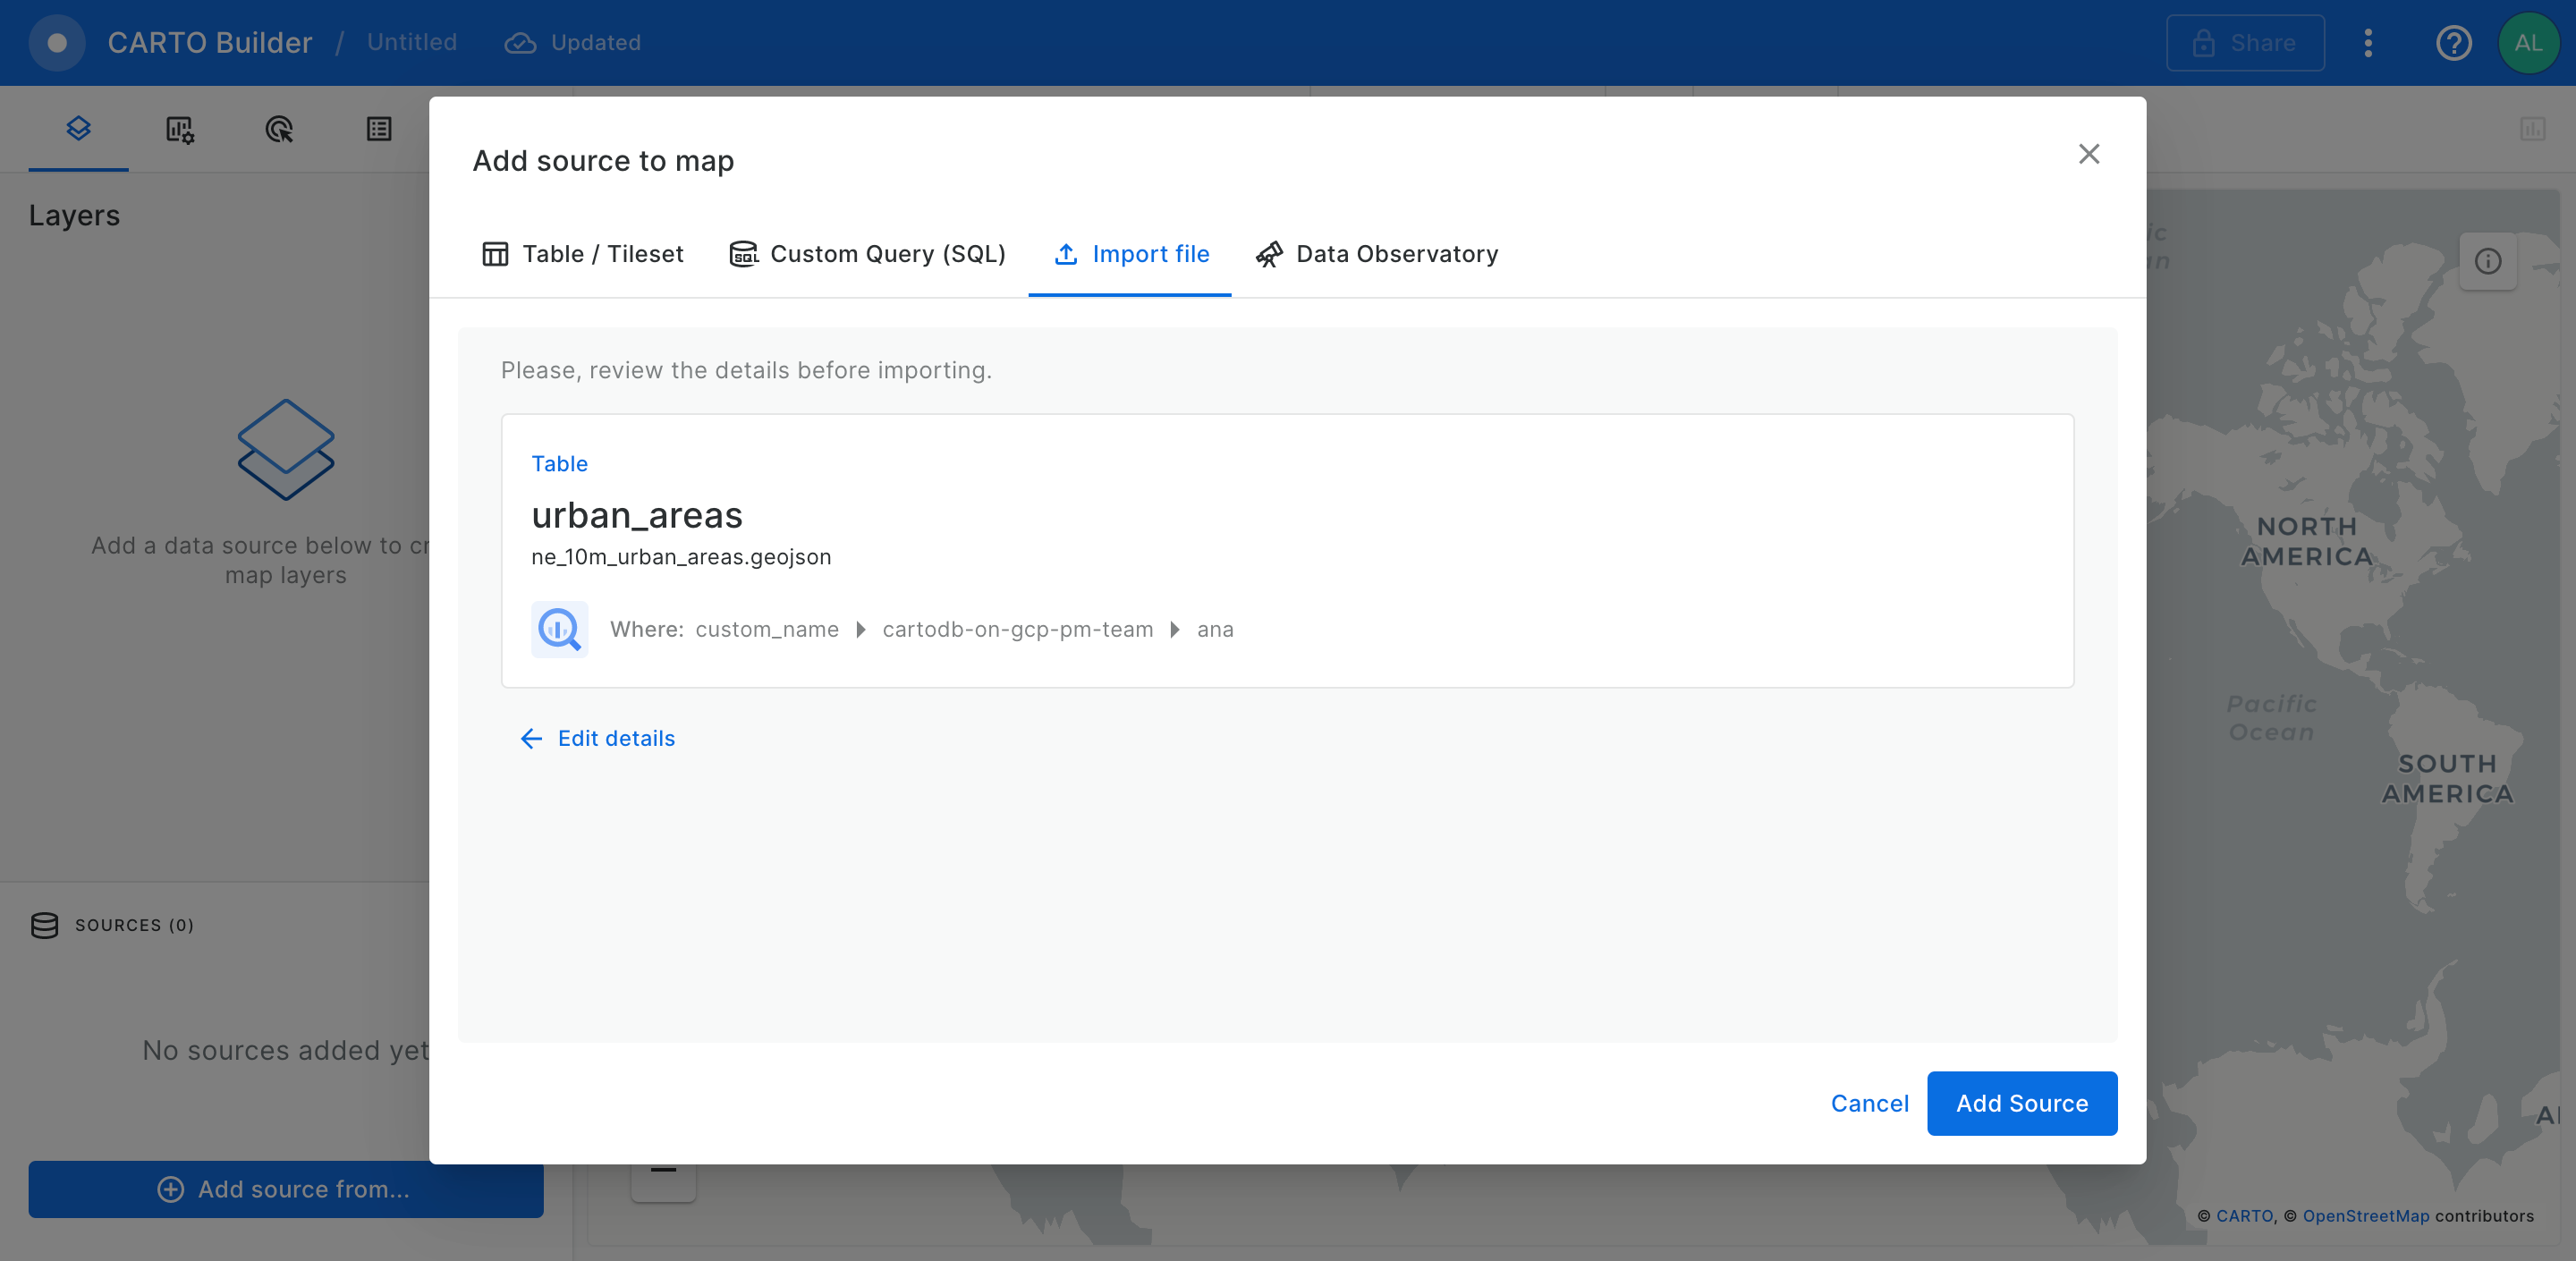 CARTO Builder / Untitled Updated
Share
AL
Layers
Add a data source below to cr
map layers
SOURCES (0)
No sources added yet
Add source from...
Add source to map
Table / Tileset
Custom Query (SQL)
Import file
Data Observatory
Please, review the details before importing.
Table
urban_areas
ne_10m_urban_areas.geojson
Where: custom_name cartodb-on-gcp-pm-team ana
Edit details
Cancel
Add Source
ic
an
NORTH
AMERICA
Pacific
Ocean
SOUTH
AMERICA
© CARTO, © OpenStreetMap contributors